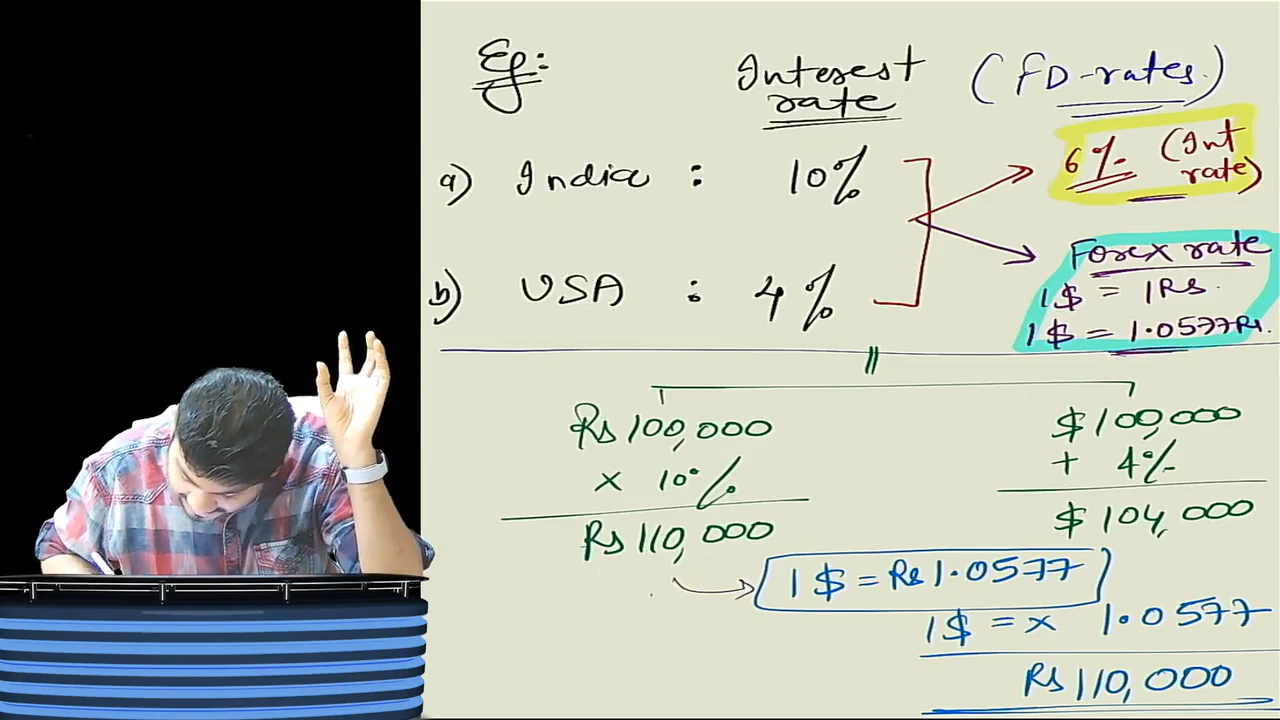 Eg:
Interest rate (FD-rates.)
a) India : 10%
6% (Int rate)
b) USA : 4%
Forex rate
1$ = 1Rs.
1$ = 1.0577Rs.
Rs 100,000
x 10%
Rs 110,000
$ 100,000
+ 4%
$ 104,000
1$ = Rs 1.0577
1$ = x 1.0577
Rs 110,000